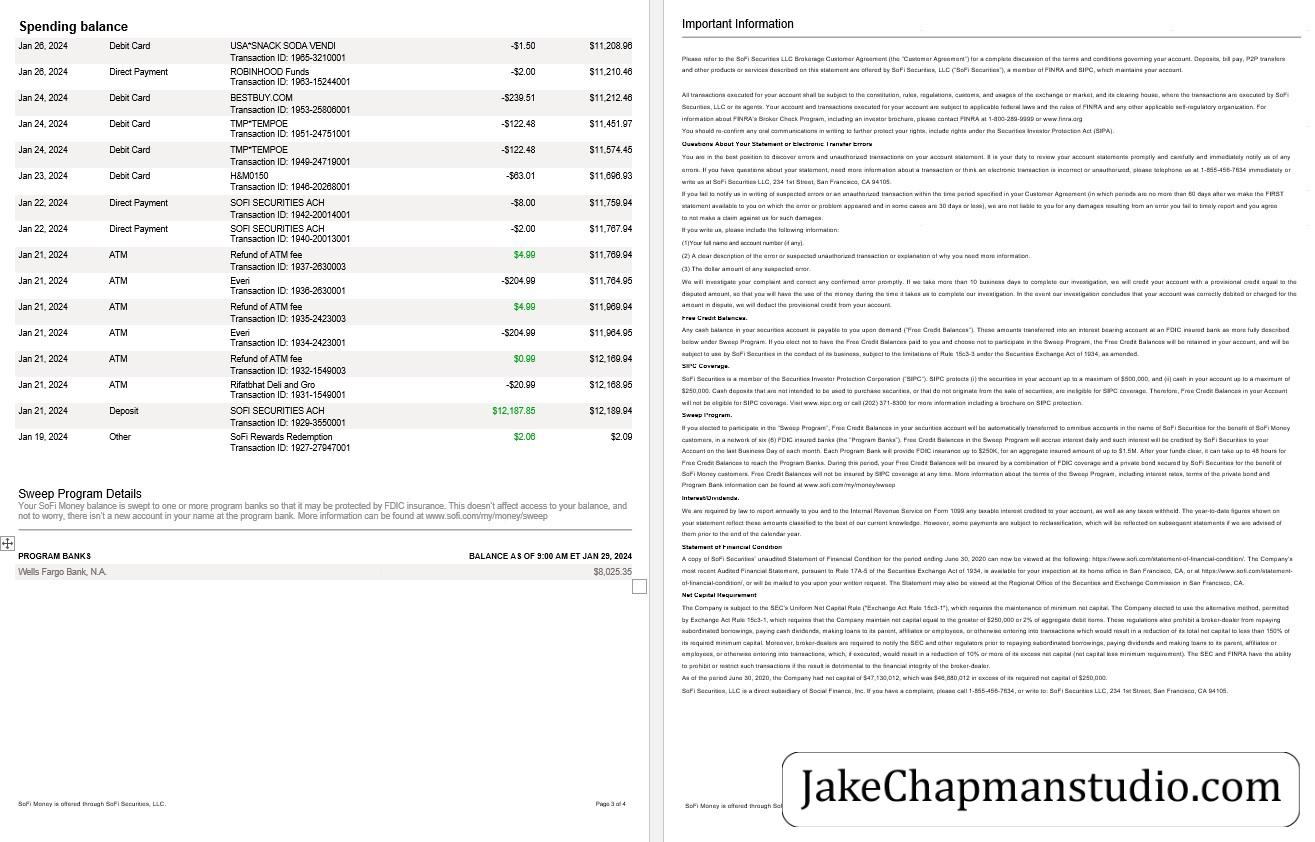 Spending balance
Jan 26, 2024 Debit Card USA*SNACK SODA VENDI -$1.50 $11,208.96
Transaction ID: 1965-3210001
Jan 26, 2024 Direct Payment ROBINHOOD Funds -$2.00 $11,210.46
Transaction ID: 1963-15244001
Jan 24, 2024 Debit Card BESTBUY.COM -$239.51 $11,212.46
Transaction ID: 1953-25806001
Jan 24, 2024 Debit Card TMP*TEMPOE -$122.48 $11,451.97
Transaction ID: 1951-24751001
Jan 24, 2024 Debit Card TMP*TEMPOE -$122.48 $11,574.45
Transaction ID: 1949-24719001
Jan 23, 2024 Debit Card H&M0150 -$63.01 $11,696.93
Transaction ID: 1946-20268001
Jan 22, 2024 Direct Payment SOFI SECURITIES ACH -$8.00 $11,759.94
Transaction ID: 1942-20014001
Jan 22, 2024 Direct Payment SOFI SECURITIES ACH -$2.00 $11,767.94
Transaction ID: 1940-20013001
Jan 21, 2024 ATM Refund of ATM fee $4.99 $11,769.94
Transaction ID: 1937-2630003
Jan 21, 2024 ATM Everi -$204.99 $11,764.95
Transaction ID: 1936-2630001
Jan 21, 2024 ATM Refund of ATM fee $4.99 $11,969.94
Transaction ID: 1935-2423003
Jan 21, 2024 ATM Everi -$204.99 $11,964.95
Transaction ID: 1934-2423001
Jan 21, 2024 ATM Refund of ATM fee $0.99 $12,169.94
Transaction ID: 1932-1549003
Jan 21, 2024 ATM Rifatbhat Deli and Gro -$20.99 $12,168.95
Transaction ID: 1931-1549001
Jan 21, 2024 Deposit SOFI SECURITIES ACH $12,187.85 $12,189.94
Transaction ID: 1929-3550001
Jan 19, 2024 Other SoFi Rewards Redemption $2.06 $2.09
Transaction ID: 1927-27947001
Sweep Program Details
Your SoFi Money balance is swept to one or more program banks so that it may be protected by FDIC insurance. This doesn't affect access to your balance, and
not to worry, there isn't a new account in your name at the program bank. More information can be found at www.sofi.com/my/money/sweep
PROGRAM BANKS BALANCE AS OF 9:00 AM ET JAN 29, 2024
Wells Fargo Bank, N.A. $8,025.35
SoFi Money is offered through SoFi Securities, LLC. Page 3 of 4
Important Information
Please refer to the SoFi Securities LLC Brokerage Customer Agreement (the "Customer Agreement") for a complete discussion of the terms and conditions governing your account. Deposits, bill pay, P2P transfers
and other products or services described on this statement are offered by SoFi Securities, LLC ("SoFi Securities"), a member of FINRA and SIPC, which maintains your account.
All transactions executed for your account shall be subject to the constitution, rules, regulations, customs, and usages of the exchange or market, and its clearing house, where the transactions are executed by SoFi
Securities, LLC or its agents. Your account and transactions executed for your account are subject to applicable federal laws and the rules of FINRA and any other applicable self-regulatory organization. For
information about FINRA's Broker Check Program, including an investor brochure, please contact FINRA at 1-800-289-9999 or www.finra.org
You should re-confirm any oral communications in writing to further protect your rights, include rights under the Securities Investor Protection Act (SIPA).
Questions About Your Statement or Electronic Transfer Errors
You are in the best position to discover errors and unauthorized transactions on your account statement. It is your duty to review your account statements promptly and carefully and immediately notify us of any
errors. If you have questions about your statement, need more information about a transaction or think an electronic transaction is incorrect or unauthorized, please telephone us at 1-855-456-7634 immediately or
write us at SoFi Securities LLC, 234 1st Street, San Francisco, CA 94105.
If you fail to notify us in writing of suspected errors or an unauthorized transaction within the time period specified in your Customer Agreement (in which periods are no more than 60 days after we make the FIRST
statement available to you on which the error or problem appeared and in some cases are 30 days or less), we are not liable to you for any damages resulting from an error you fail to timely report and you agree
to not make a claim against us for such damages.
If you write us, please include the following information:
(1)Your full name and account number (if any).
(2) A clear description of the error or suspected unauthorized transaction or explanation of why you need more information.
(3) The dollar amount of any suspected error.
We will investigate your complaint and correct any confirmed error promptly. If we take more than 10 business days to complete our investigation, we will credit your account with a provisional credit equal to the
disputed amount, so that you will have the use of the money during the time it takes us to complete our investigation. In the event our investigation concludes that your account was correctly debited or charged for the
amount in dispute, we will deduct the provisional credit from your account.
Free Credit Balances.
Any cash balance in your securities account is payable to you upon demand ("Free Credit Balances"). These amounts transferred into an interest bearing account at an FDIC insured bank as more fully described
below under Sweep Program. If you elect not to have the Free Credit Balances paid to you and choose not to participate in the Sweep Program, the Free Credit Balances will be retained in your account, and will be
subject to use by SoFi Securities in the conduct of its business, subject to the limitations of Rule 15c3-3 under the Securities Exchange Act of 1934, as amended.
SIPC Coverage.
SoFi Securities is a member of the Securities Investor Protection Corporation ("SIPC"). SIPC protects (i) the securities in your account up to a maximum of $500,000, and (ii) cash in your account up to a maximum of
$250,000. Cash deposits that are not intended to be used to purchase securities, or that do not originate from the sale of securities, are ineligible for SIPC coverage. Therefore, Free Credit Balances in your Account
will not be eligible for SIPC coverage. Visit www.sipc.org or call (202) 371-8300 for more information including a brochure on SIPC protection.
Sweep Program.
If you elected to participate in the "Sweep Program", Free Credit Balances in your securities account will be automatically transferred to omnibus accounts in the name of SoFi Securities for the benefit of SoFi Money
customers, in a network of six (6) FDIC insured banks (the "Program Banks"). Free Credit Balances in the Sweep Program will accrue interest daily and such interest will be credited by SoFi Securities to your
Account on the last Business Day of each month. Each Program Bank will provide FDIC insurance up to $250K, for an aggregate insured amount of up to $1.5M. After your funds clear, it can take up to 48 hours for
Free Credit Balances to reach the Program Banks. During this period, your Free Credit Balances will be insured by a combination of FDIC coverage and a private bond secured by SoFi Securities for the benefit of
SoFi Money customers. Free Credit Balances will not be insured by SIPC coverage at any time. More information about the terms of the Sweep Program, including interest rates, terms of the private bond and
Program Bank information can be found at www.sofi.com/my/money/sweep
Interest/Dividends.
We are required by law to report annually to you and to the Internal Revenue Service on Form 1099 any taxable interest credited to your account, as well as any taxes withheld. The year-to-date figures shown on
your statement reflect these amounts classified to the best of our current knowledge. However, some payments are subject to reclassification, which will be reflected on subsequent statements if we are advised of
them prior to the end of the calendar year.
Statement of Financial Condition
A copy of SoFi Securities' unaudited Statement of Financial Condition for the period ending June 30, 2020 can now be viewed at the following: https://www.sofi.com/statement-of-financial-condition/. The Company's
most recent Audited Financial Statement, pursuant to Rule 17A-5 of the Securities Exchange Act of 1934, is available for your inspection at its home office in San Francisco, CA, or at https://www.sofi.com/statement-
of-financial-condition/, or will be mailed to you upon your written request. The Statement may also be viewed at the Regional Office of the Securities and Exchange Commission in San Francisco, CA.
Net Capital Requirement
The Company is subject to the SEC's Uniform Net Capital Rule ("Exchange Act Rule 15c3-1"), which requires the maintenance of minimum net capital. The Company elected to use the alternative method, permitted
by Exchange Act Rule 15c3-1, which requires that the Company maintain net capital equal to the greater of $250,000 or 2% of aggregate debit items. These regulations also prohibit a broker-dealer from repaying
subordinated borrowings, paying cash dividends, making loans to its parent, affiliates or employees, or otherwise entering into transactions which would result in a reduction of its total net capital to less than 150% of
its required minimum capital. Moreover, broker-dealers are required to notify the SEC and other regulators prior to repaying subordinated borrowings, paying dividends and making loans to its parent, affiliates or
employees, or otherwise entering into transactions, which, if executed, would result in a reduction of 10% or more of its excess net capital (net capital less minimum requirement). The SEC and FINRA have the ability
to prohibit or restrict such transactions if the result is detrimental to the financial integrity of the broker-dealer.
As of the period June 30, 2020, the Company had net capital of $47,130,012, which was $46,880,012 in excess of its required net capital of $250,000.
SoFi Securities, LLC is a direct subsidiary of Social Finance, Inc. If you have a complaint, please call 1-855-456-7634, or write to: SoFi Securities LLC, 234 1st Street, San Francisco, CA 94105.
SoFi Money is offered through
JakeChapmanstudio.com